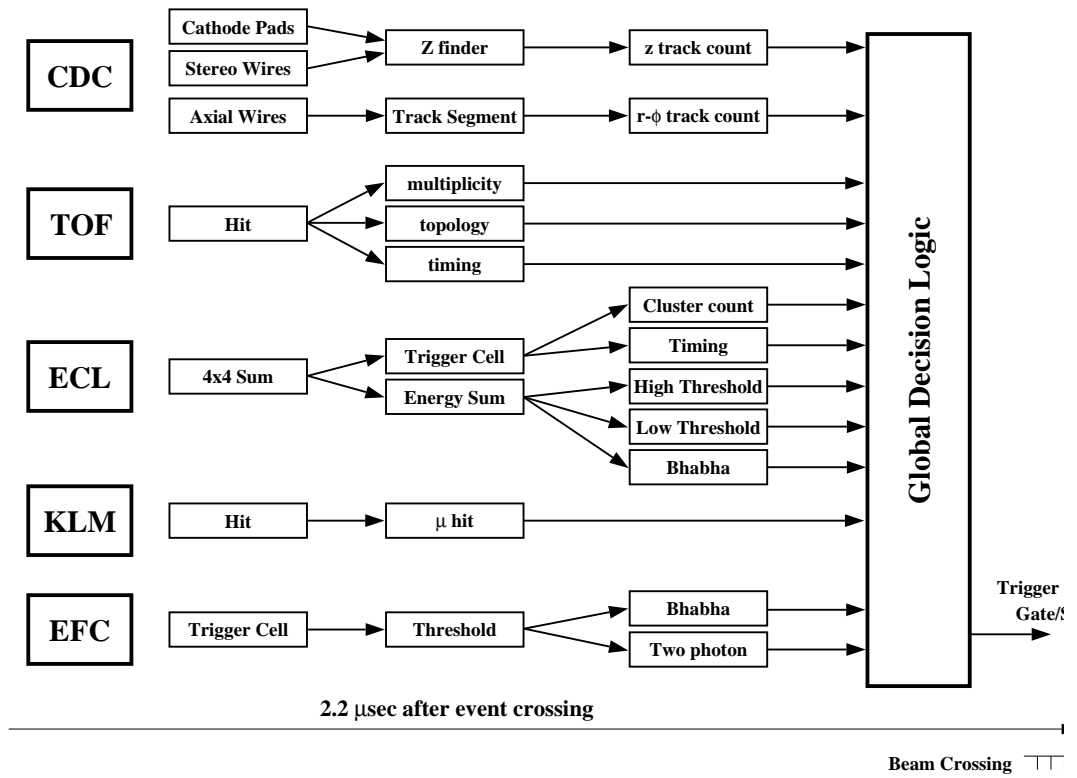 CDC
Cathode Pads
Stereo Wires
Z finder
z track count
Axial Wires
Track Segment
r-ϕ track count
TOF
Hit
multiplicity
topology
timing
ECL
4x4 Sum
Trigger Cell
Energy Sum
Cluster count
Timing
High Threshold
Low Threshold
Bhabha
KLM
Hit
μ hit
EFC
Trigger Cell
Threshold
Bhabha
Two photon
Global Decision Logic
Trigger
Gate/
2.2 μsec after event crossing
Beam Crossing